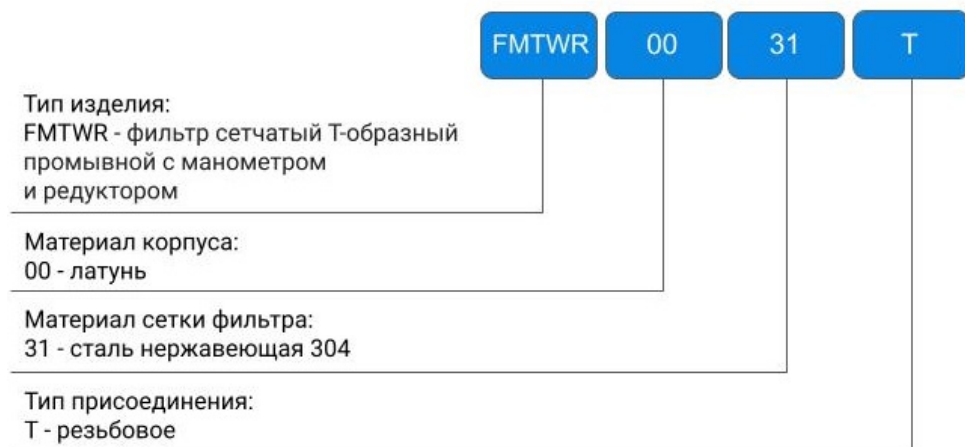 FMTWR 00 31 T
Тип изделия:
FMTWR - фильтр сетчатый Т-образный
промывной с манометром
и редуктором
Материал корпуса:
00 - латунь
Материал сетки фильтра:
31 - сталь нержавеющая 304
Тип присоединения:
Т - резьбовое